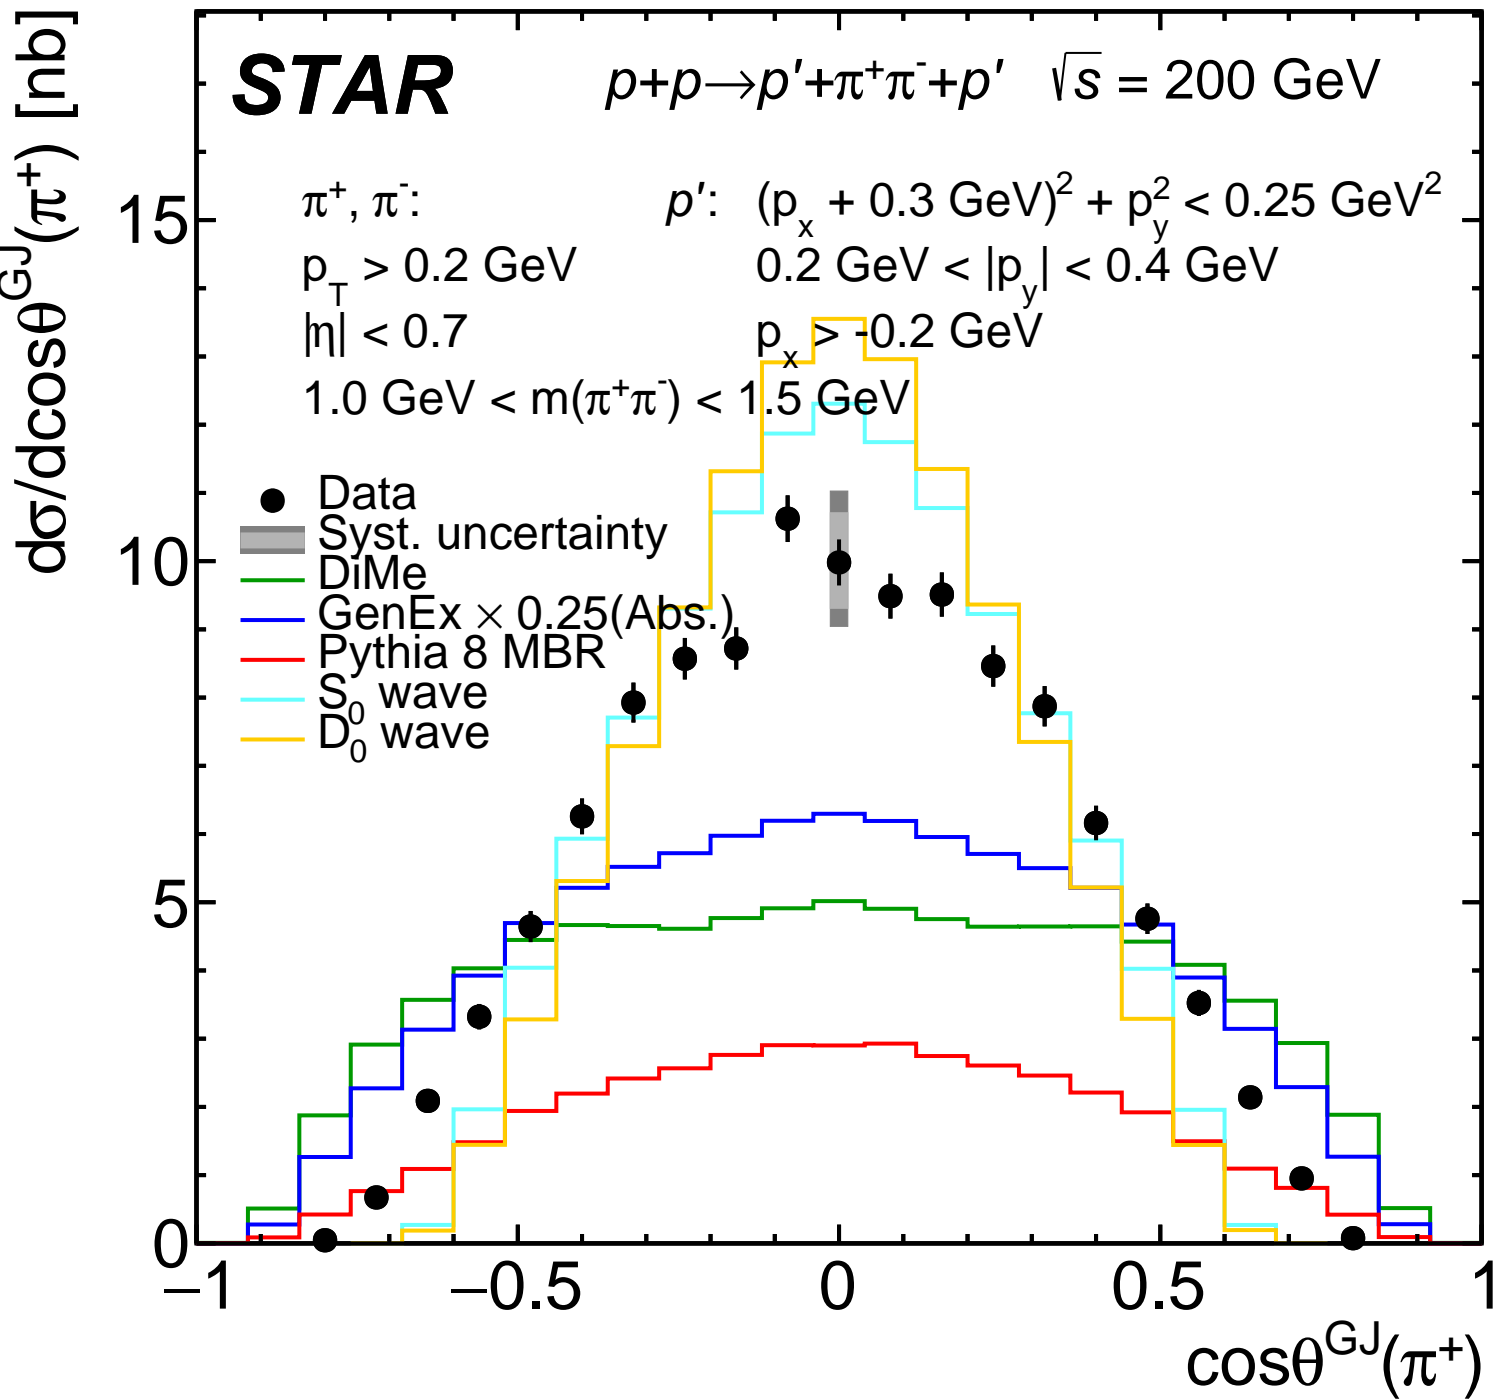 STAR p+p→p′+π⁺π⁻+p′ √s = 200 GeV
π⁺, π⁻: p′: (pₓ + 0.3 GeV)² + p_y² < 0.25 GeV²
p_T > 0.2 GeV 0.2 GeV < |p_y| < 0.4 GeV
|η| < 0.7 pₓ > -0.2 GeV
1.0 GeV < m(π⁺π⁻) < 1.5 GeV
Data
Syst. uncertainty
DiMe
GenEx × 0.25(Abs.)
Pythia 8 MBR
S₀ wave
D₀ wave
dσ/dcosθ^GJ(π⁺) [nb]
15
10
5
0
−1 −0.5 0 0.5 1
cosθ^GJ(π⁺)